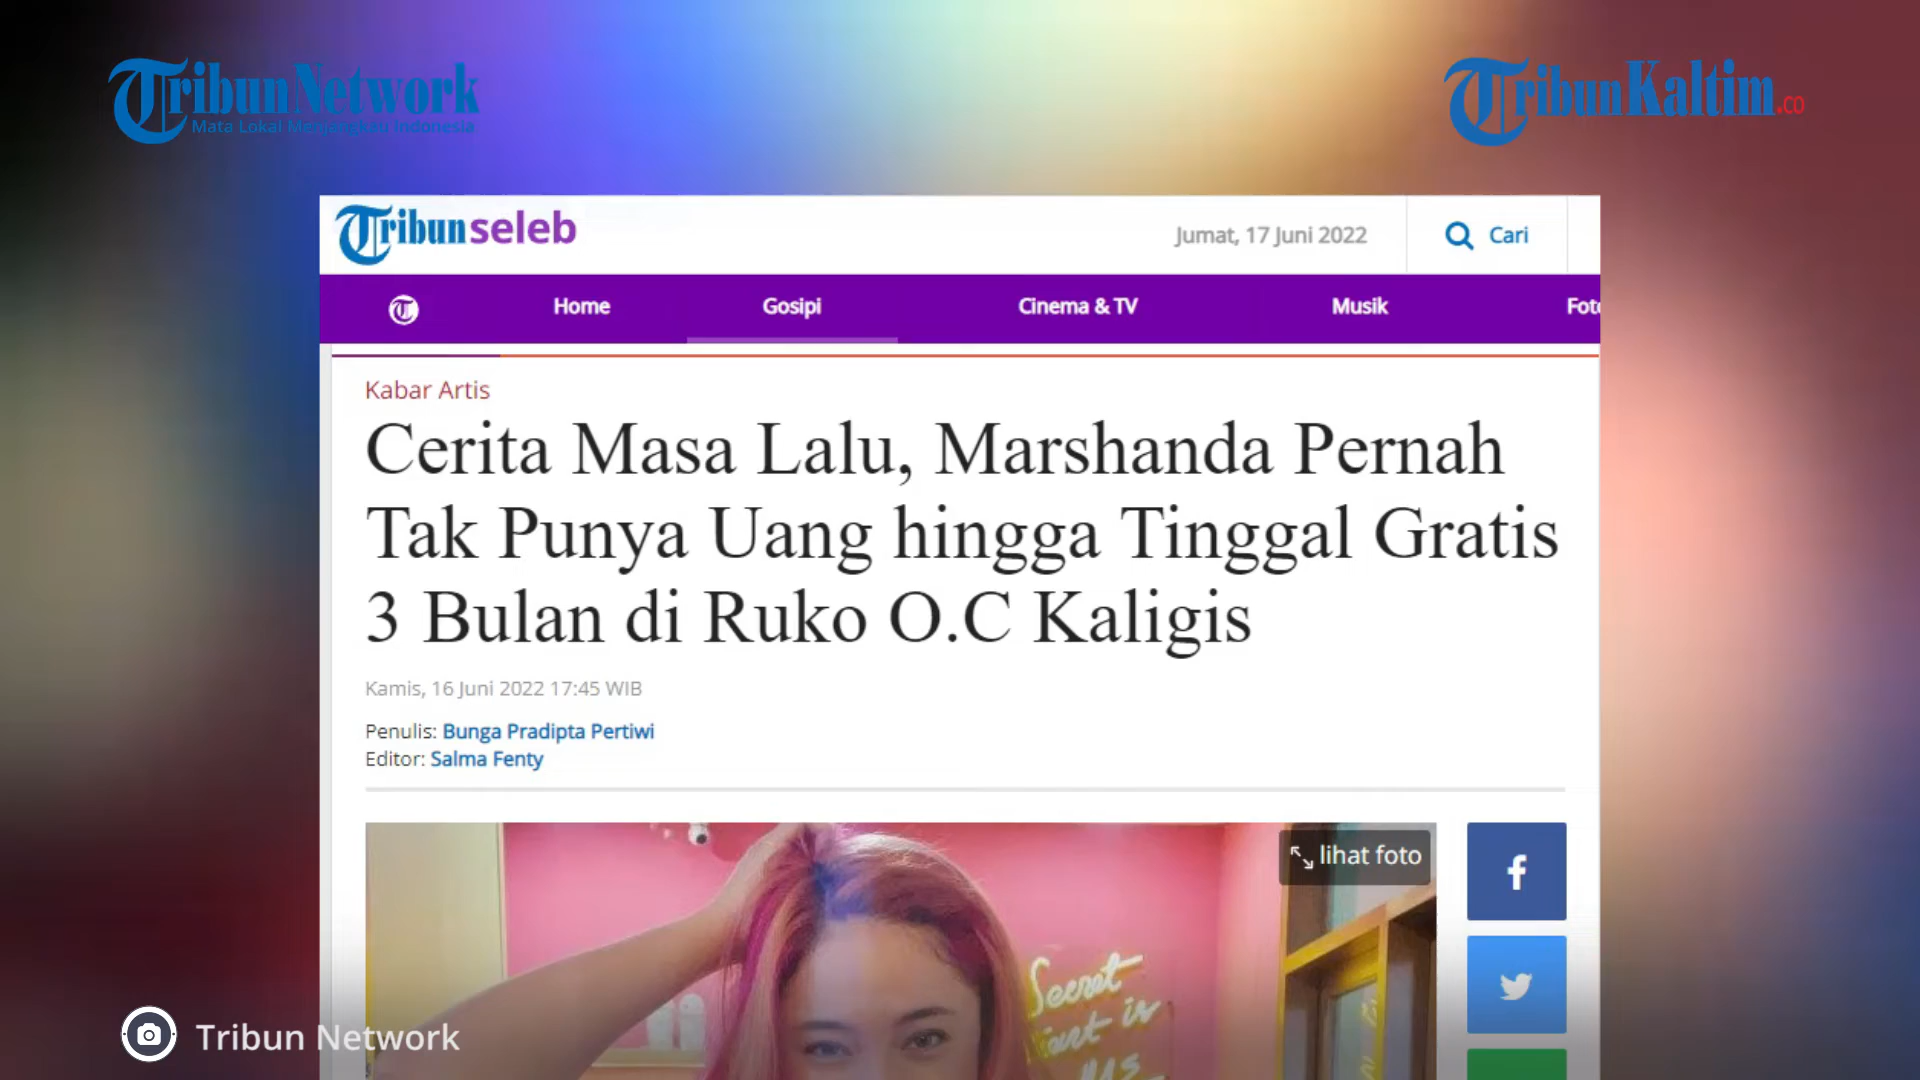 TribunNetwork
Mata Lokal Menjangkau Indonesia
TribunKaltim.co
Tribunseleb
Jumat, 17 Juni 2022
Cari
Home
Gosipi
Cinema & TV
Musik
Kabar Artis
Cerita Masa Lalu, Marshanda Pernah
Tak Punya Uang hingga Tinggal Gratis
3 Bulan di Ruko O.C Kaligis
Kamis, 16 Juni 2022 17:45 WIB
Penulis: Bunga Pradipta Pertiwi
Editor: Salma Fenty
lihat foto
Secret
is
Tribun Network